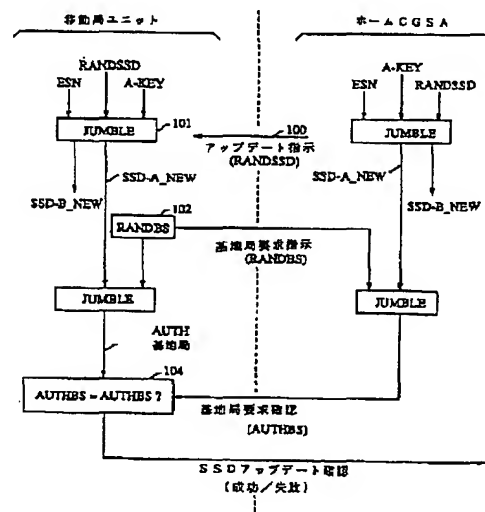 移動局ユニット
ホームCGSA
RANDSSD
ESN
A-KEY
101
JUMBLE
A-KEY
ESN
RANDSSD
JUMBLE
100
アップデート指示
(RANDSSD)
SSD-A_NEW
SSD-B_NEW
SSD-A_NEW
SSD-B_NEW
102
RANDBS
基地局要求指示
(RANDBS)
JUMBLE
JUMBLE
AUTH
基地局
104
AUTHBS = AUTHBS ?
基地局要求確認
[AUTHBS)
SSDアップデート確認
(成功/失敗)